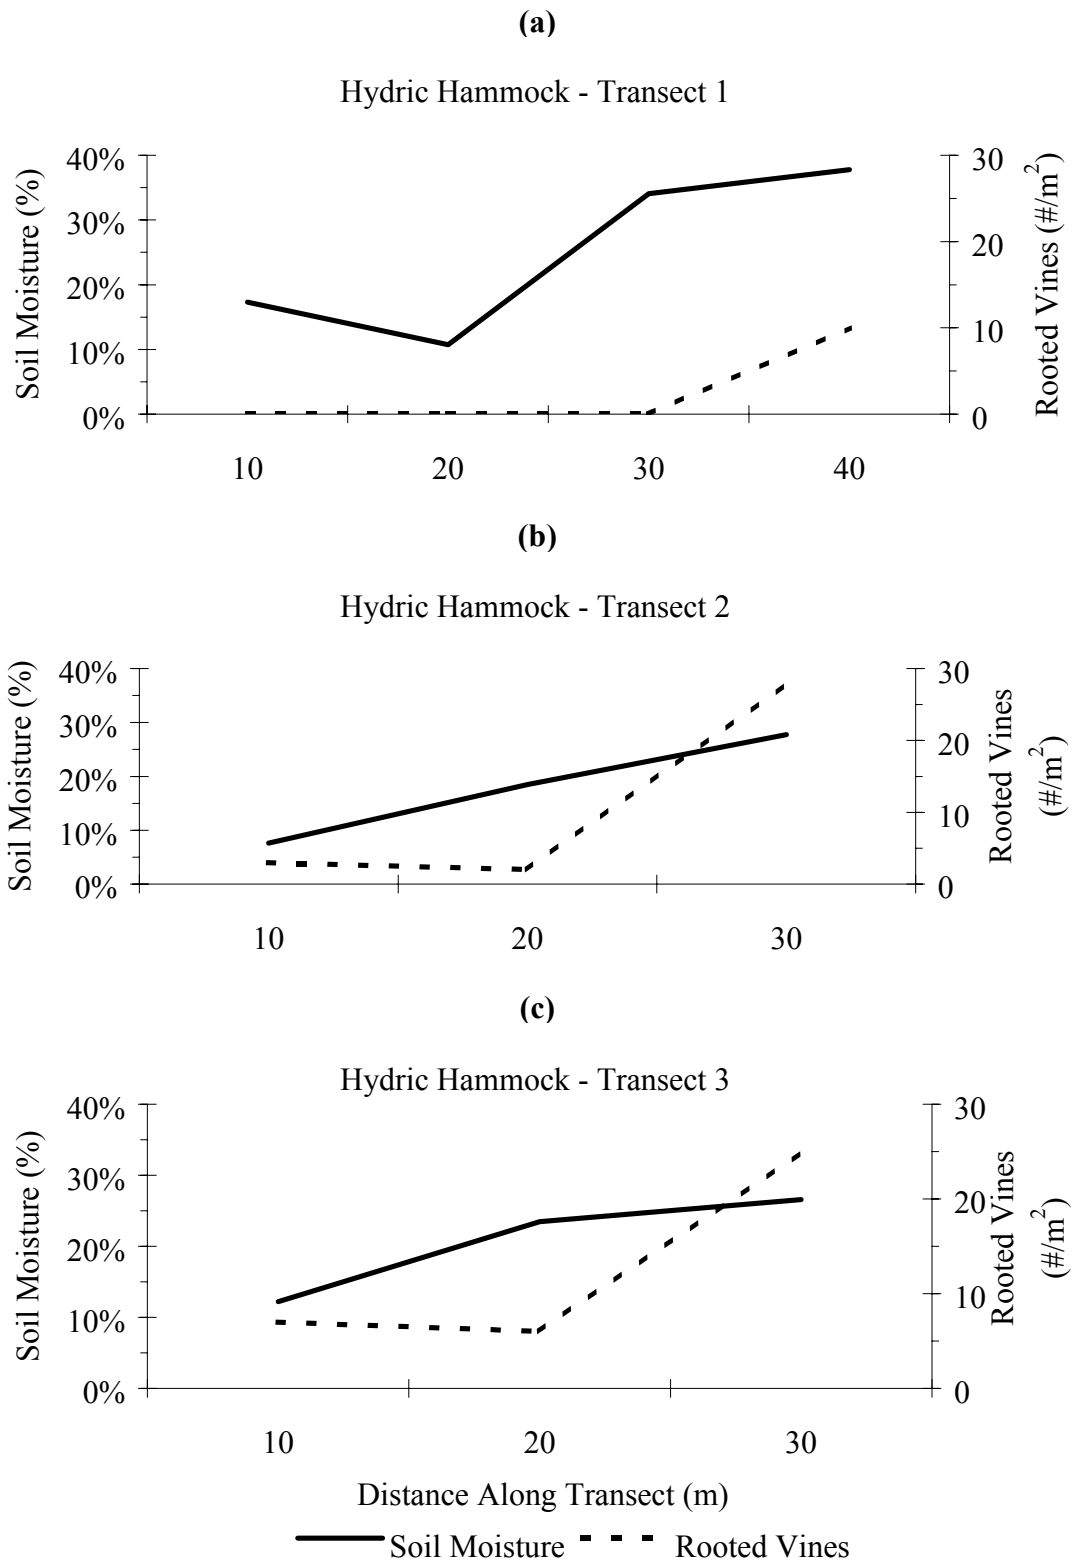 (a)
Hydric Hammock - Transect 1
Soil Moisture (%)
40%
30%
20%
10%
0%
30
20
10
0
Rooted Vines (#/m²)
10 20 30 40
(b)
Hydric Hammock - Transect 2
Soil Moisture (%)
40%
30%
20%
10%
0%
30
20
10
0
Rooted Vines
(#/m²)
10 20 30
(c)
Hydric Hammock - Transect 3
Soil Moisture (%)
40%
30%
20%
10%
0%
30
20
10
0
Rooted Vines
(#/m²)
10 20 30
Distance Along Transect (m)
Soil Moisture Rooted Vines